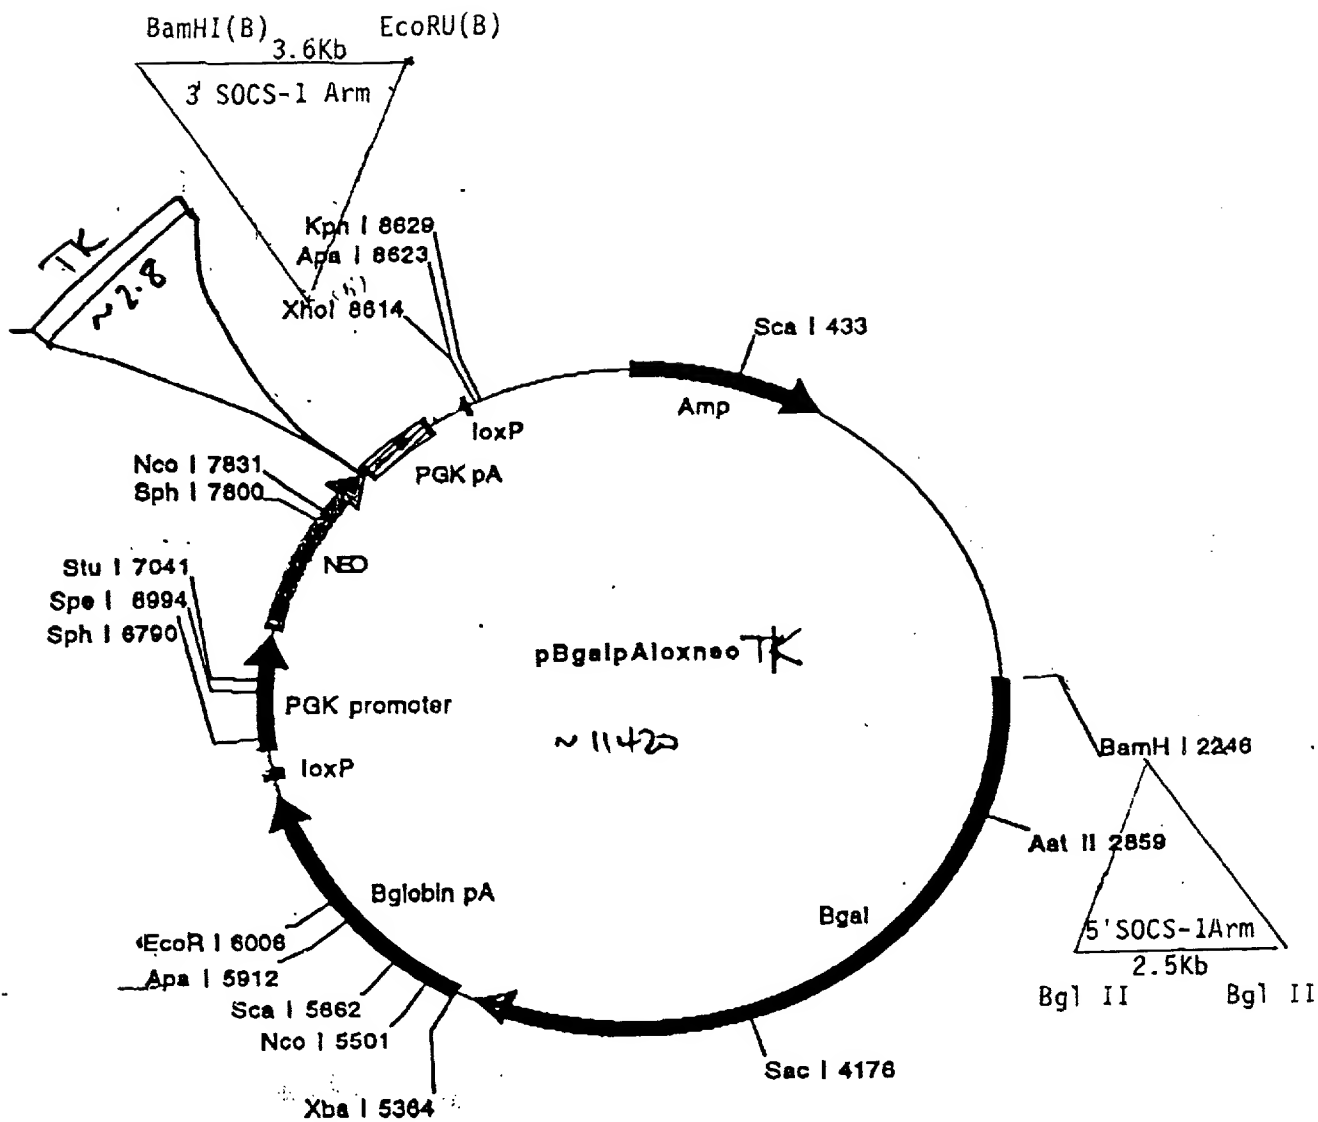 BamHI(B)
EcoRU(B)
3.6Kb
3' SOCS-1 Arm
TK
~2.8
Kpn I 8629
Apa I 8623
XhoI 8614
Sca I 433
Amp
loxP
PGK pA
Nco I 7831
Sph I 7800
NEO
Stu I 7041
Spe I 6994
Sph I 6790
pBgalpAloxneo TK
PGK promoter
~ 11420
BamH I 2246
loxP
Aat II 2859
Bglobin pA
Bgal
5'SOCS-1Arm
2.5Kb
EcoR I 6006
Apa I 5912
Bgl II
Bgl II
Sca I 5662
Nco I 5501
Sac I 4176
Xba I 5364